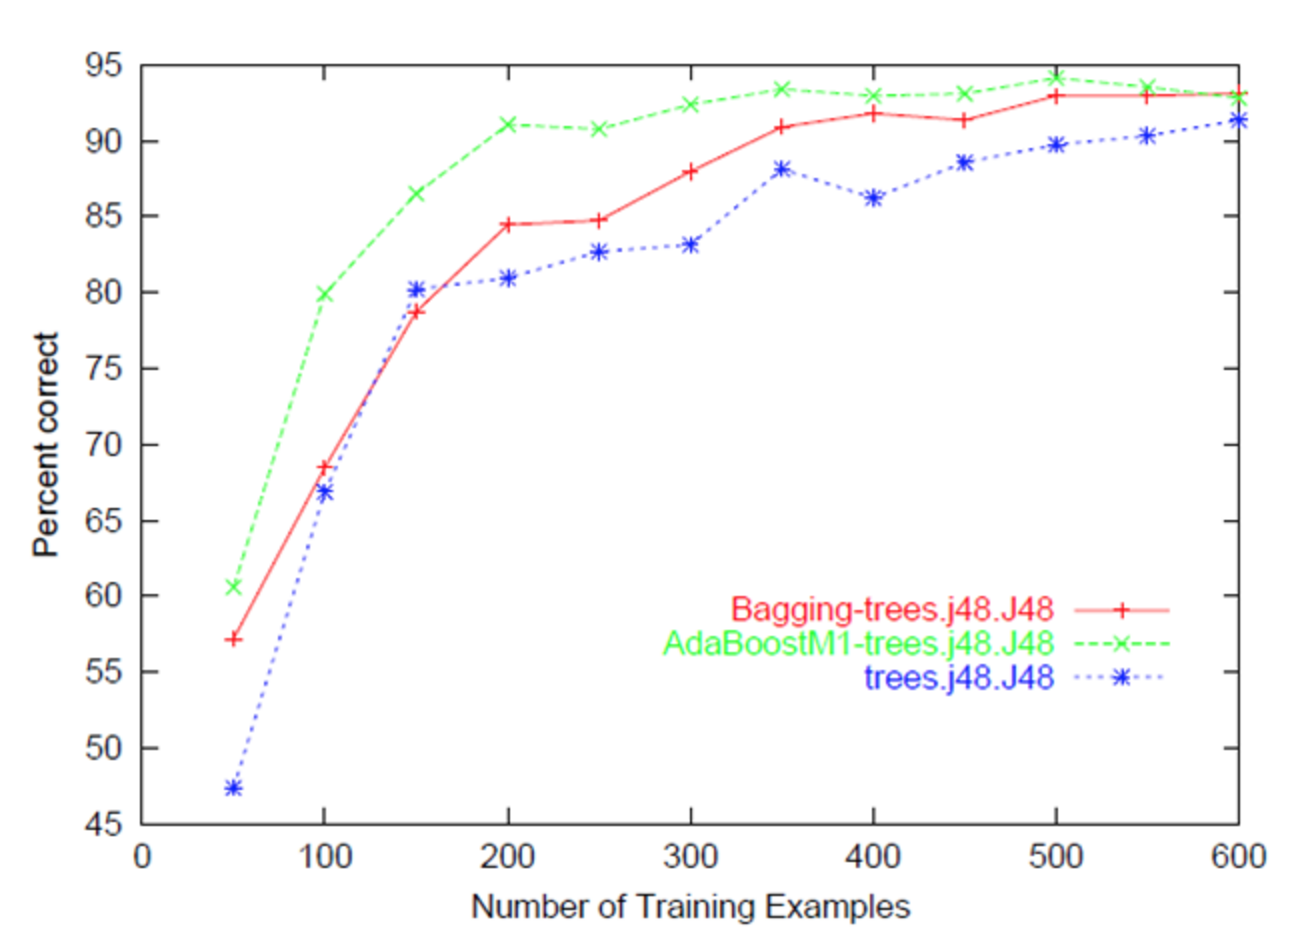 95
90
85
80
75
70
65
60
55
50
45
Percent correct
Bagging-trees.j48.J48
AdaBoostM1-trees.j48.J48
trees.j48.J48
0 100 200 300 400 500 600
Number of Training Examples